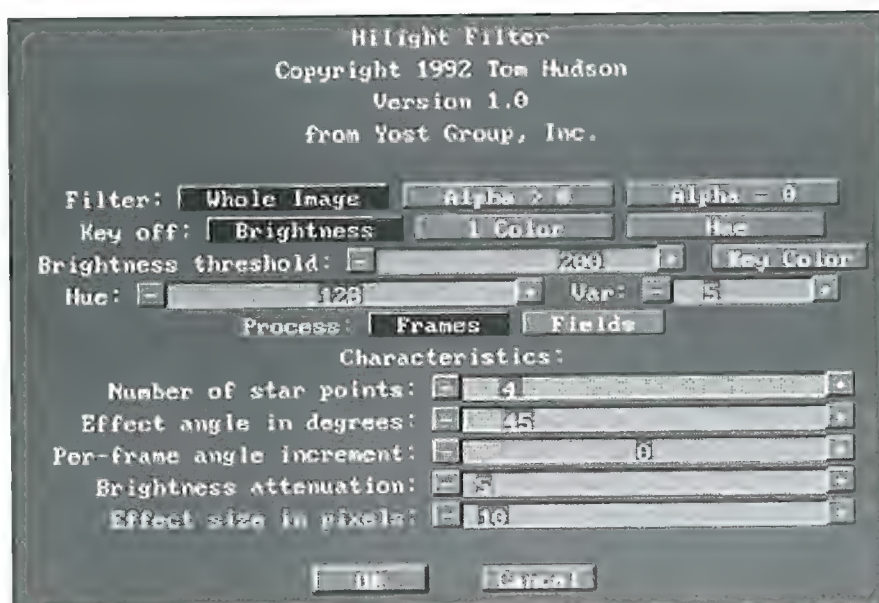 Hilight Filter
Copyright 1992 Tom Hudson
Version 1.0
from Yost Group, Inc.
Filter: Whole Image Alpha > 0 Alpha = 0
Key off: Brightness 1 Color Hue
Brightness threshold: - 200 + Key Color
Hue: - 128 + Var: - 5 +
Process: Frames Fields
Characteristics:
Number of star points: - 4 +
Effect angle in degrees: - 45 +
Per-frame angle increment: - 0 +
Brightness attenuation: - 5 +
Effect size in pixels: - 10 +
OK Cancel